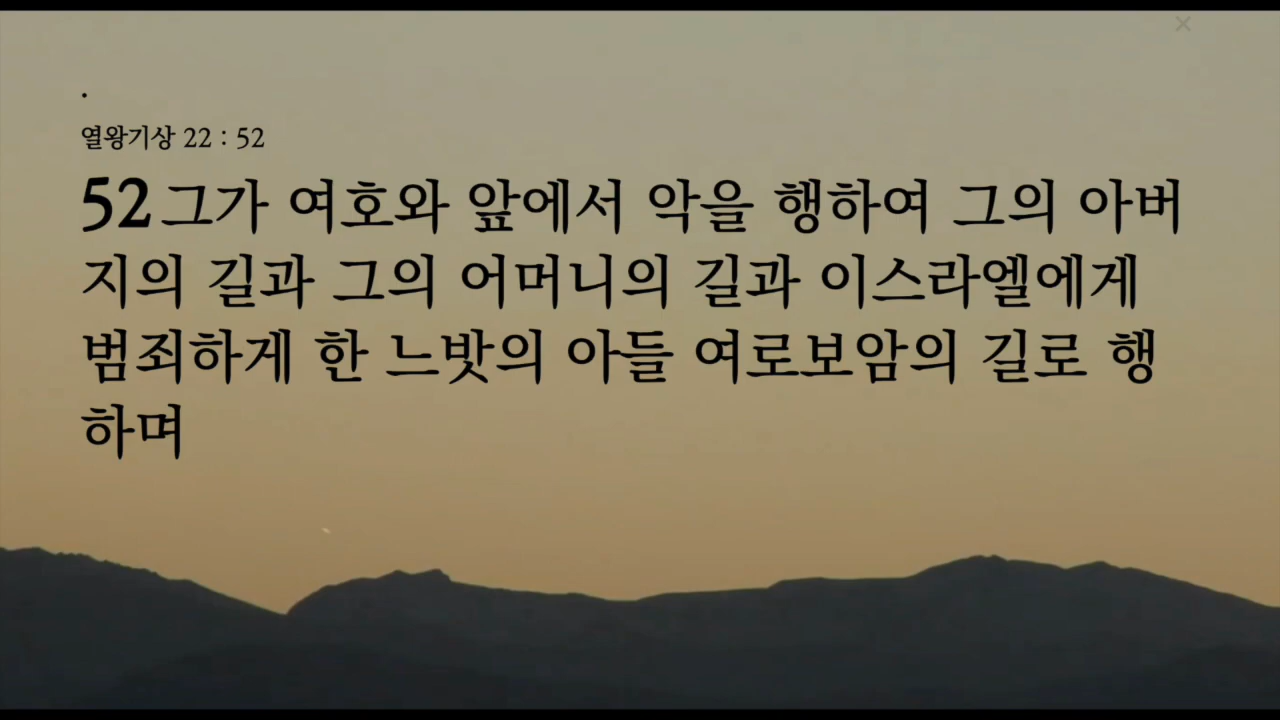 .
열왕기상 22 : 52
52그가 여호와 앞에서 악을 행하여 그의 아버
지의 길과 그의 어머니의 길과 이스라엘에게
범죄하게 한 느밧의 아들 여로보암의 길로 행
하며